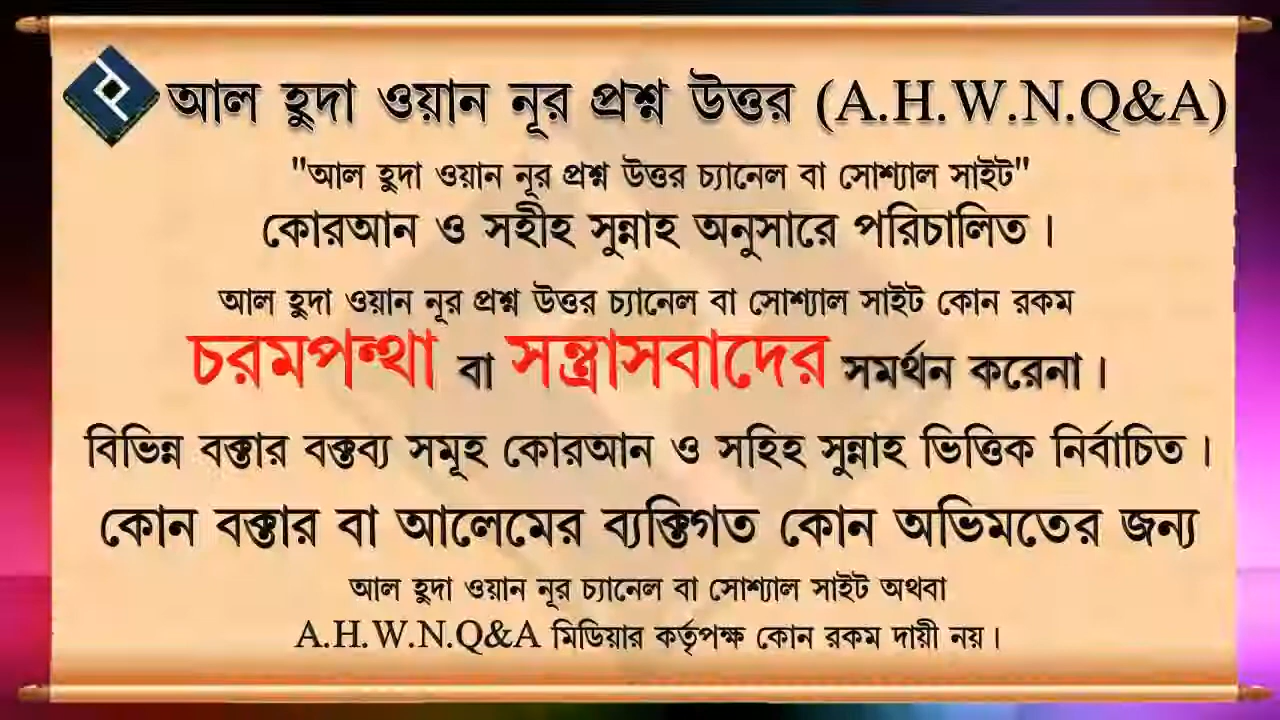 আল হুদা ওয়ান নূর প্রশ্ন উত্তর (A.H.W.N.Q&A)
"আল হুদা ওয়ান নূর প্রশ্ন উত্তর চ্যানেল বা সোশ্যাল সাইট"
কোরআন ও সহীহ সুন্নাহ অনুসারে পরিচালিত।
আল হুদা ওয়ান নূর প্রশ্ন উত্তর চ্যানেল বা সোশ্যাল সাইট কোন রকম
চরমপন্থা বা সন্ত্রাসবাদের সমর্থন করেনা।
বিভিন্ন বক্তার বক্তব্য সমূহ কোরআন ও সহিহ সুন্নাহ ভিত্তিক নির্বাচিত।
কোন বক্তার বা আলেমের ব্যক্তিগত কোন অভিমতের জন্য
আল হুদা ওয়ান নূর চ্যানেল বা সোশ্যাল সাইট অথবা
A.H.W.N.Q&A মিডিয়ার কর্তৃপক্ষ কোন রকম দায়ী নয়।